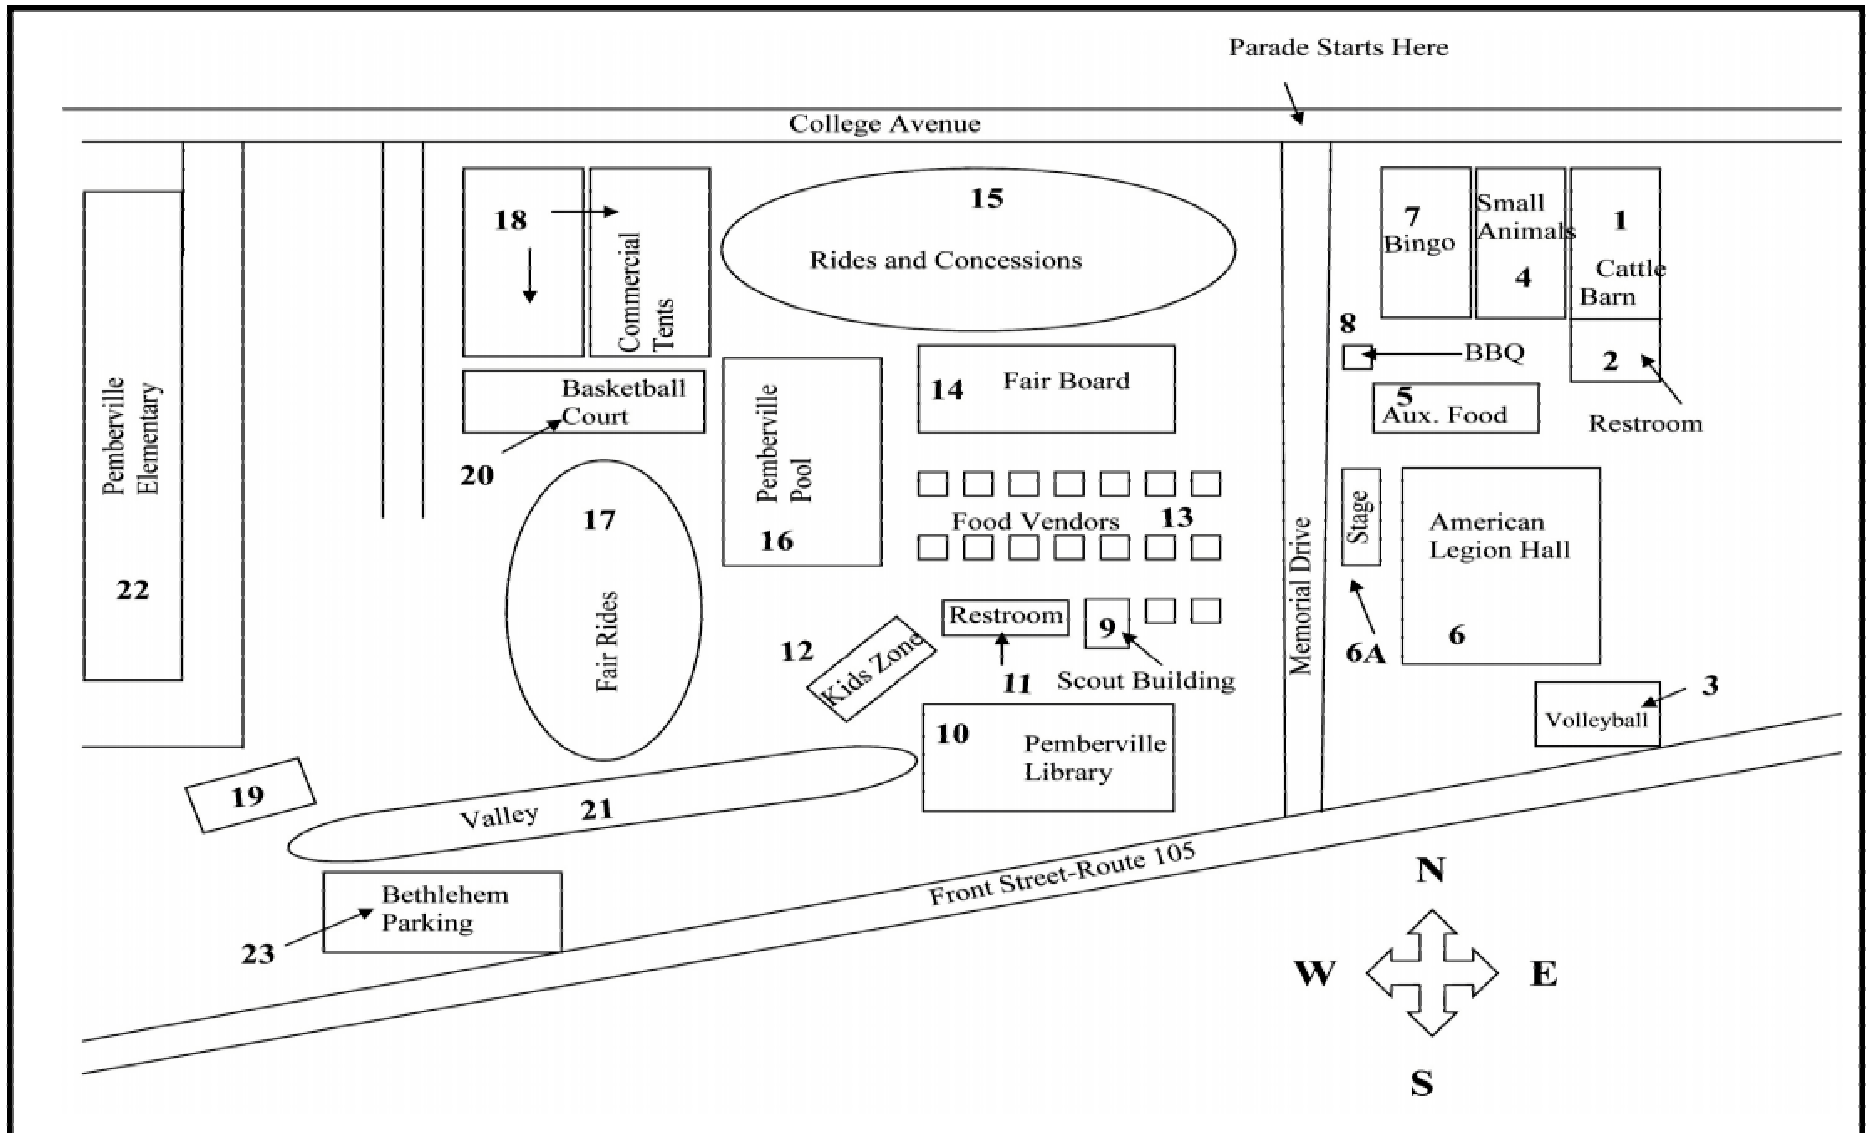 Parade Starts Here
College Avenue
18
Commercial
Tents
15
Rides and Concessions
7
Bingo
Small
Animals
4
1
Cattle
Barn
8
BBQ
2
Restroom
5
Aux. Food
Basketball
Court
20
14 Fair Board
Pemberville
Pool
16
Pemberville
Elementary
22
17
Fair Rides
Food Vendors 13
Memorial Drive
Stage
6A
American
Legion Hall
6
12
Kids Zone
Restroom
11
9
Scout Building
3
Volleyball
10
Pemberville
Library
19
Valley 21
Bethlehem
Parking
23
Front Street-Route 105
N
W
E
S